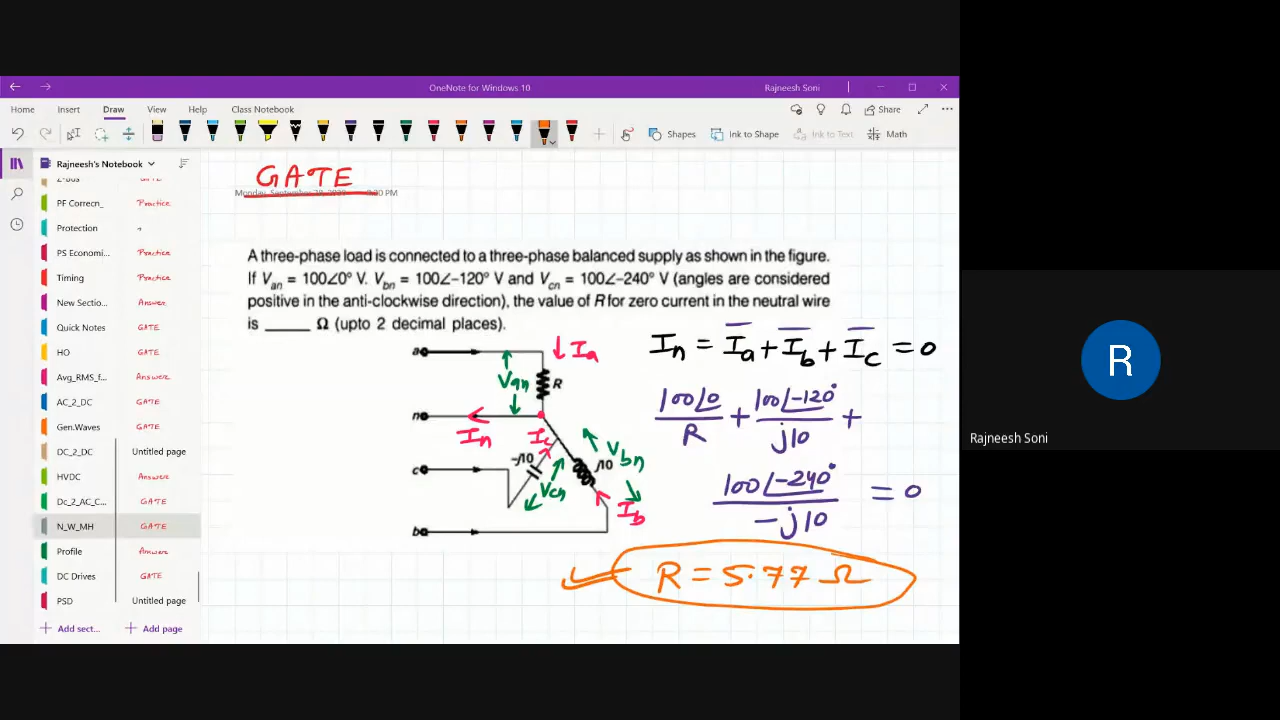 OneNote for Windows 10
Rajneesh Soni
Home Insert Draw View Help Class Notebook
Share
Shapes Ink to Shape Ink to Text Math
Rajneesh's Notebook
GATE
Monday, September
PM
PF Correcn_ Practice
Protection
PS Economi... Practice
Timing Practice
New Sectio... Answer
Quick Notes GATE
HO GATE
Avg_RMS_f... Answer
AC_2_DC GATE
Gen.Waves GATE
DC_2_DC Untitled page
HVDC Answer
Dc_2_AC_C... GATE
N_W_MH GATE
Profile Answer
DC Drives GATE
PSD Untitled page
+ Add sect... + Add page
A three-phase load is connected to a three-phase balanced supply as shown in the figure.
If Van = 100∠0° V. Vbn = 100∠−120° V and Vcn = 100∠−240° V (angles are considered
positive in the anti-clockwise direction), the value of R for zero current in the neutral wire
is _____ Ω (upto 2 decimal places).
a
↓ Ia
Van
R
n
In
Ic
-j10
j10
Vbn
c
Vcn
Ib
b
In = Ia + Ib + Ic = 0
100∠0 / R + 100∠-120° / j10 +
100∠-240° / -j10 = 0
R = 5.77 Ω
R
Rajneesh Soni